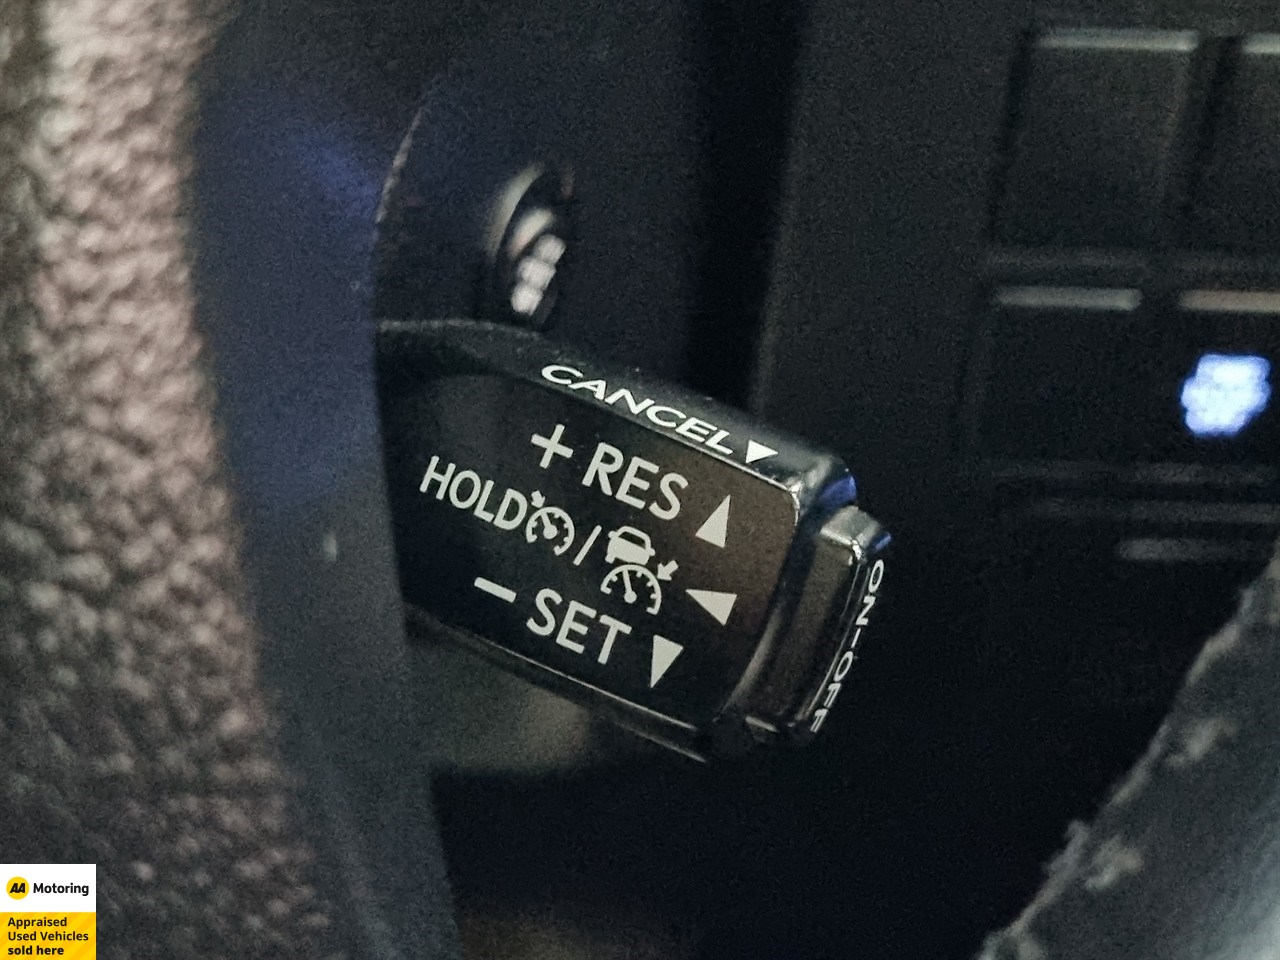 CANCEL
+ RES
HOLD /
− SET
ON-OFF
AA Motoring
Appraised
Used Vehicles
sold here